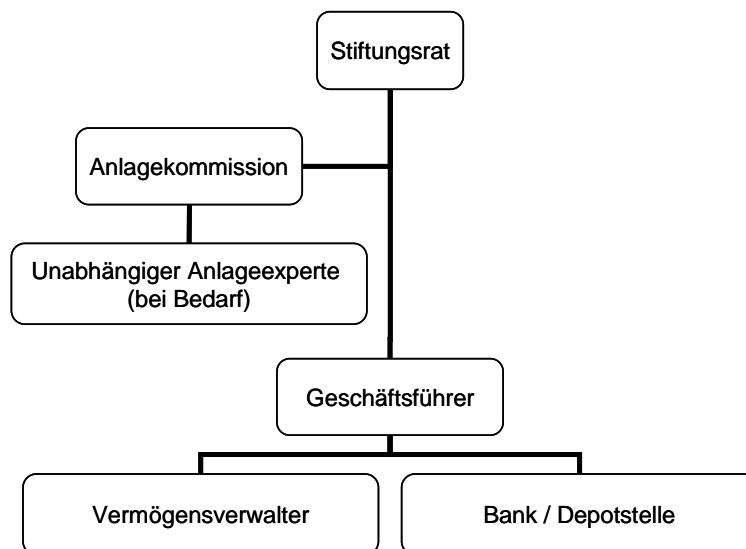 Stiftungsrat
Anlagekommission
Unabhängiger Anlageexperte
(bei Bedarf)
Geschäftsführer
Vermögensverwalter
Bank / Depotstelle